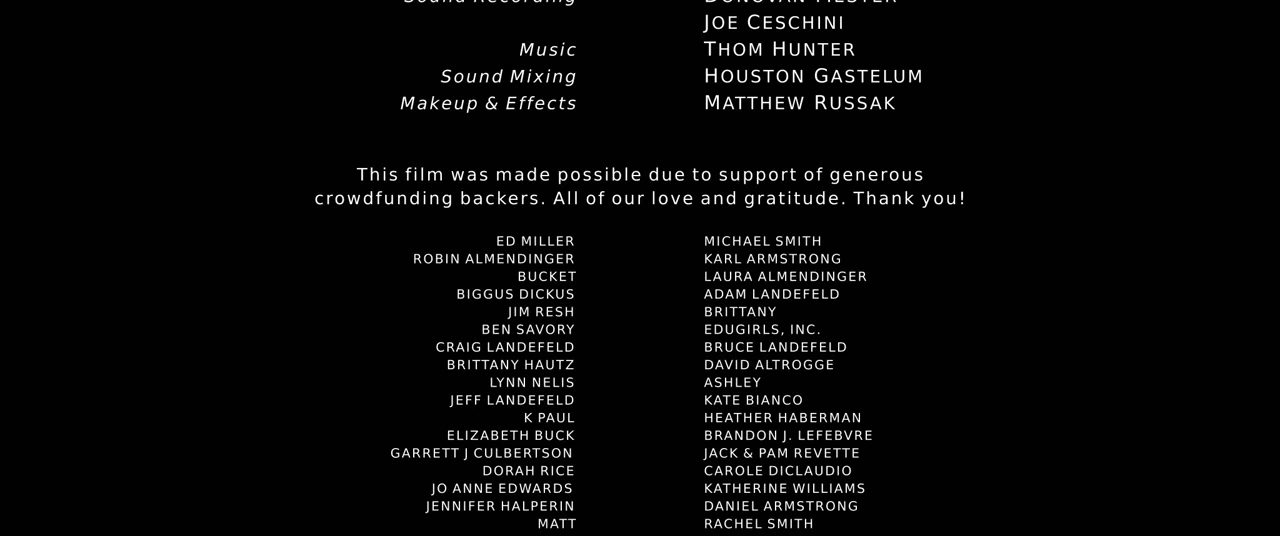 Sound Recording DONOVAN HESTER
JOE CESCHINI
Music THOM HUNTER
Sound Mixing HOUSTON GASTELUM
Makeup & Effects MATTHEW RUSSAK
This film was made possible due to support of generous
crowdfunding backers. All of our love and gratitude. Thank you!
ED MILLER MICHAEL SMITH
ROBIN ALMENDINGER KARL ARMSTRONG
BUCKET LAURA ALMENDINGER
BIGGUS DICKUS ADAM LANDEFELD
JIM RESH BRITTANY
BEN SAVORY EDUGIRLS, INC.
CRAIG LANDEFELD BRUCE LANDEFELD
BRITTANY HAUTZ DAVID ALTROGGE
LYNN NELIS ASHLEY
JEFF LANDEFELD KATE BIANCO
K PAUL HEATHER HABERMAN
ELIZABETH BUCK BRANDON J. LEFEBVRE
GARRETT J CULBERTSON JACK & PAM REVETTE
DORAH RICE CAROLE DICLAUDIO
JO ANNE EDWARDS KATHERINE WILLIAMS
JENNIFER HALPERIN DANIEL ARMSTRONG
MATT RACHEL SMITH